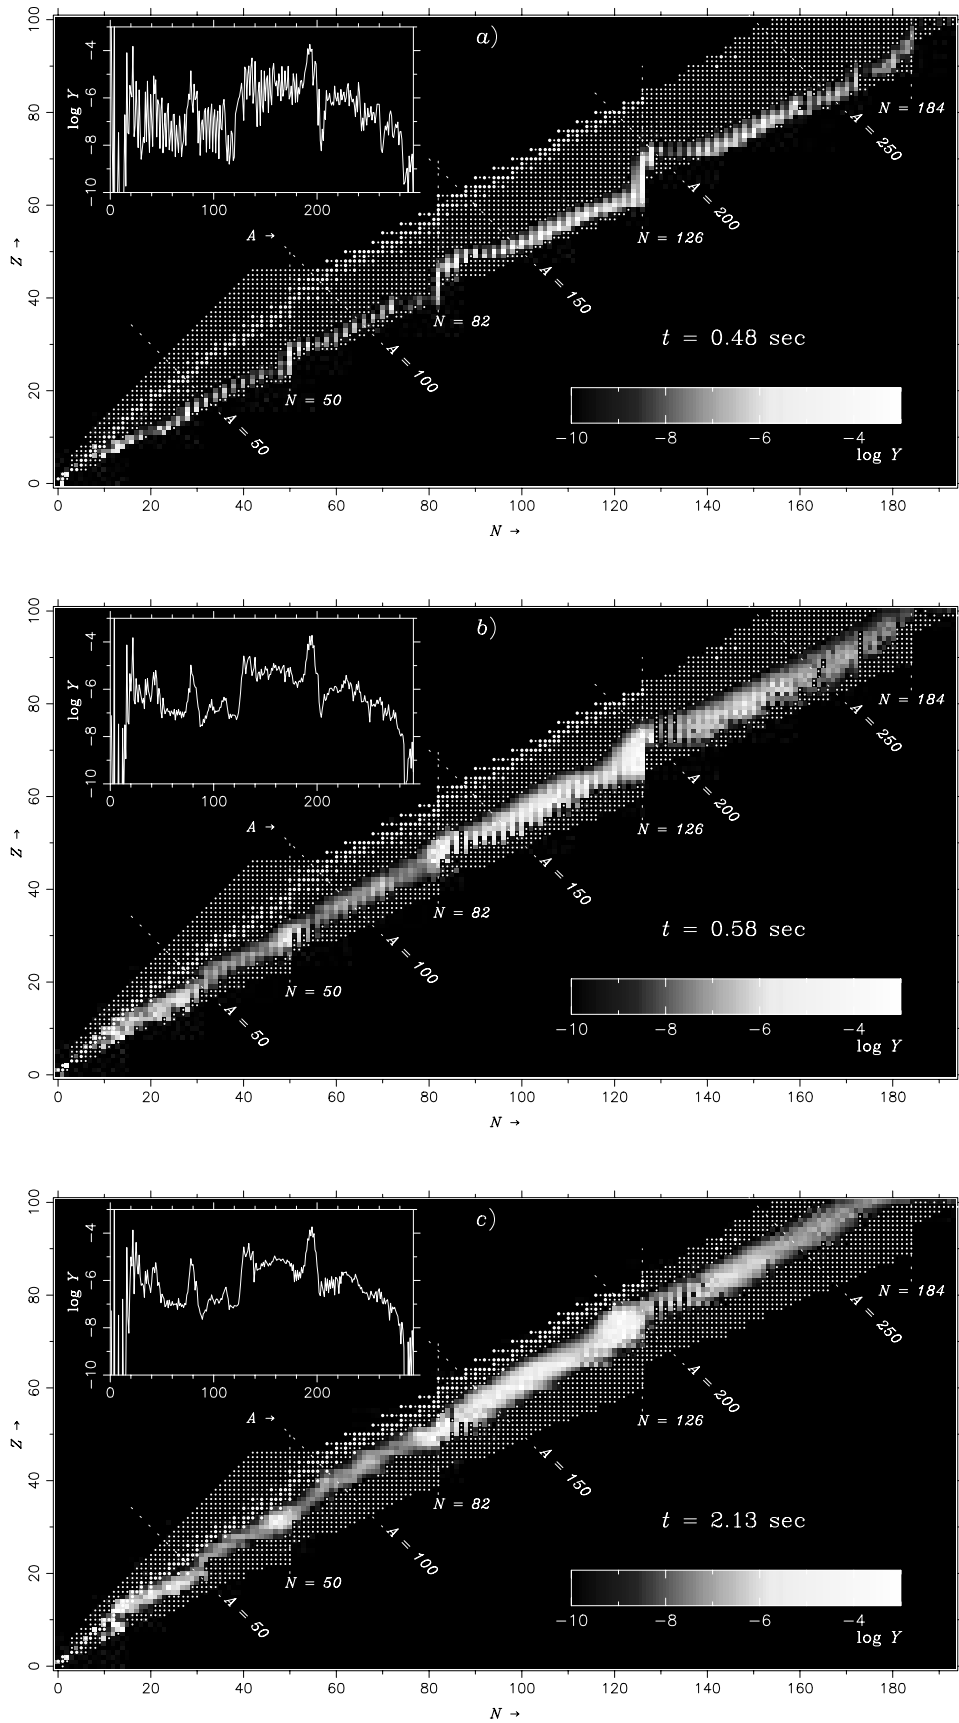 a)
log Y
−4
−6
−8
−10
0 100 200
100
80
60
40
20
0
Z →
A →
N = 184
A = 250
A = 200
N = 126
A = 150
N = 82
A = 100
N = 50
A = 50
t = 0.48 sec
−10 −8 −6 −4
log Y
0 20 40 60 80 100 120 140 160 180
N →
b)
log Y
−4
−6
−8
−10
0 100 200
100
80
60
40
20
0
Z →
A →
N = 184
A = 250
A = 200
N = 126
A = 150
N = 82
A = 100
N = 50
A = 50
t = 0.58 sec
−10 −8 −6 −4
log Y
0 20 40 60 80 100 120 140 160 180
N →
c)
log Y
−4
−6
−8
−10
0 100 200
100
80
60
40
20
0
Z →
A →
N = 184
A = 250
A = 200
N = 126
A = 150
N = 82
A = 100
N = 50
A = 50
t = 2.13 sec
−10 −8 −6 −4
log Y
0 20 40 60 80 100 120 140 160 180
N →